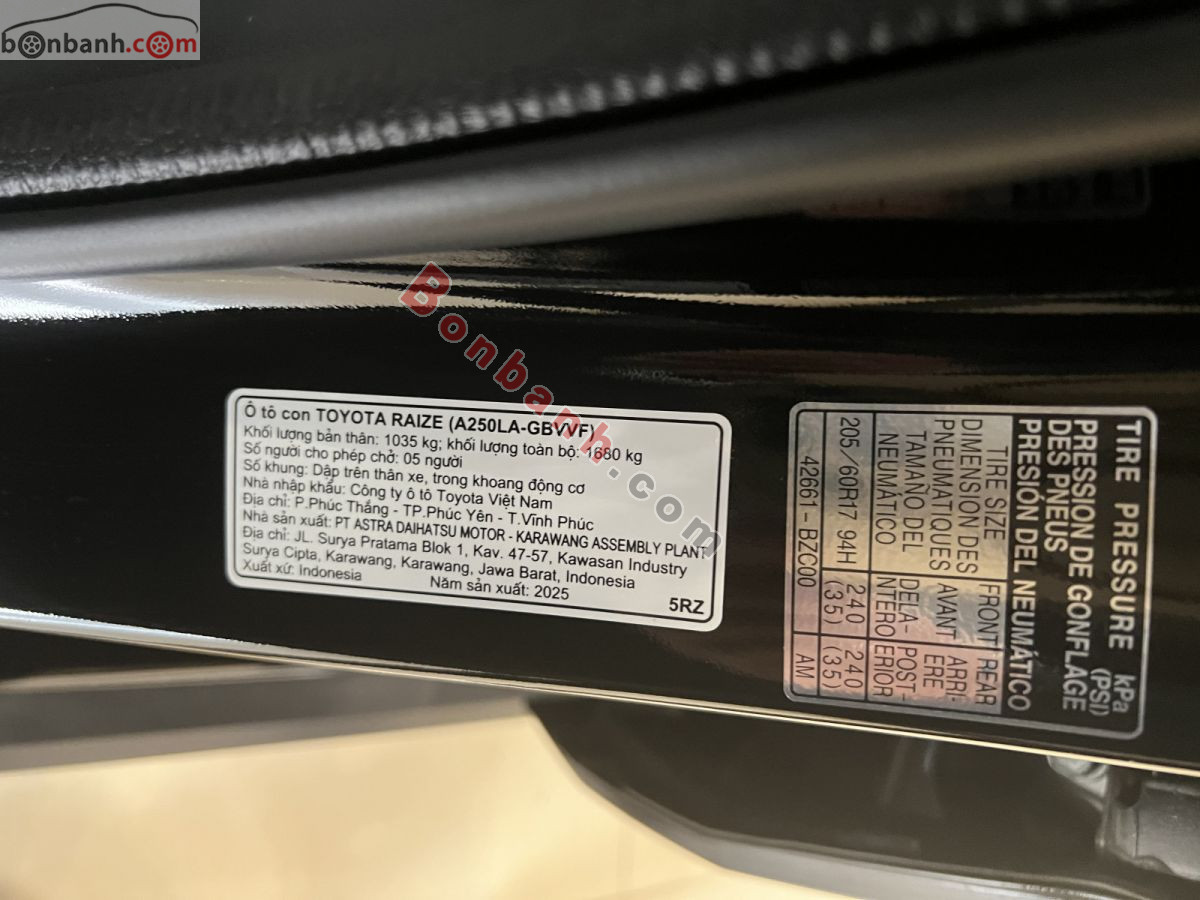 bonbanh.com
Bonbanh.com
Ô tô con TOYOTA RAIZE (A250LA-GBVVF)
Khối lượng bản thân: 1035 kg; khối lượng toàn bộ: 1680 kg
Số người cho phép chở: 05 người
Số khung: Dập trên thân xe, trong khoang động cơ
Nhà nhập khẩu: Công ty ô tô Toyota Việt Nam
Địa chỉ: P.Phúc Thắng - TP.Phúc Yên - T.Vĩnh Phúc
Nhà sản xuất: PT ASTRA DAIHATSU MOTOR - KARAWANG ASSEMBLY PLANT
Địa chỉ: JL. Surya Pratama Blok 1, Kav. 47-57, Kawasan Industry
Surya Cipta, Karawang, Karawang, Jawa Barat, Indonesia
Xuất xứ: Indonesia Năm sản xuất: 2025
5RZ
TIRE PRESSURE kPa
PRESSION DE GONFLAGE (PSI)
DES PNEUS
PRESIÓN DEL NEUMÁTICO
TIRE SIZE FRONT REAR
DIMENSION DES AVANT ARRI-
PNEUMATIQUES ERE
TAMAÑO DEL DELA- POST-
NEUMÁTICO NTERO ERIOR
205/60R17 94H 240 240
(35) (35)
42661-BZC00 AM